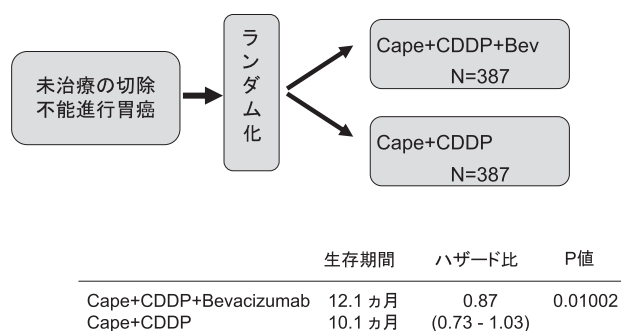 未治療の切除
不能進行胃癌
ランダム化
Cape+CDDP+Bev
N=387
Cape+CDDP
N=387
生存期間 ハザード比 P値
Cape+CDDP+Bevacizumab 12.1 ヵ月 0.87 0.01002
Cape+CDDP 10.1 ヵ月 (0.73 - 1.03)